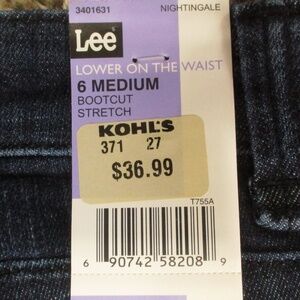 3401631 NIGHTINGALE
Lee
LOWER ON THE WAIST
6 MEDIUM
BOOTCUT
STRETCH
KOHL'S
371 27
$36.99
T755A
6 90742 58208 9